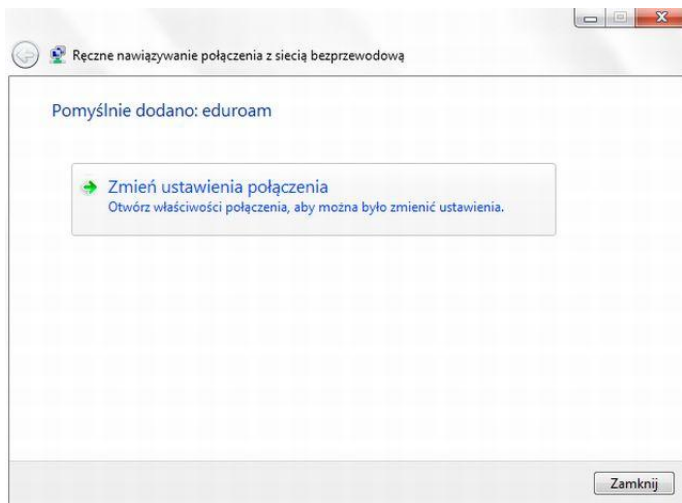 Ręczne nawiązywanie połączenia z siecią bezprzewodową
Pomyślnie dodano: eduroam
Zmień ustawienia połączenia
Otwórz właściwości połączenia, aby można było zmienić ustawienia.
Zamknij